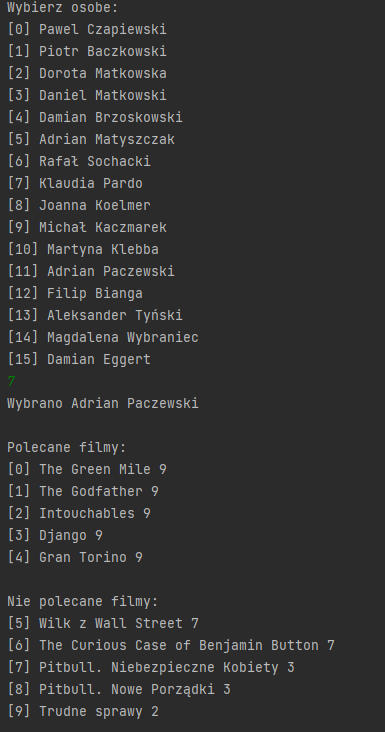 Wybierz osobe:
[0] Pawel Czapiewski
[1] Piotr Baczkowski
[2] Dorota Matkowska
[3] Daniel Matkowski
[4] Damian Brzoskowski
[5] Adrian Matyszczak
[6] Rafał Sochacki
[7] Klaudia Pardo
[8] Joanna Koelmer
[9] Michał Kaczmarek
[10] Martyna Klebba
[11] Adrian Paczewski
[12] Filip Bianga
[13] Aleksander Tyński
[14] Magdalena Wybraniec
[15] Damian Eggert
7
Wybrano Adrian Paczewski
Polecane filmy:
[0] The Green Mile 9
[1] The Godfather 9
[2] Intouchables 9
[3] Django 9
[4] Gran Torino 9
Nie polecane filmy:
[5] Wilk z Wall Street 7
[6] The Curious Case of Benjamin Button 7
[7] Pitbull. Niebezpieczne Kobiety 3
[8] Pitbull. Nowe Porządki 3
[9] Trudne sprawy 2